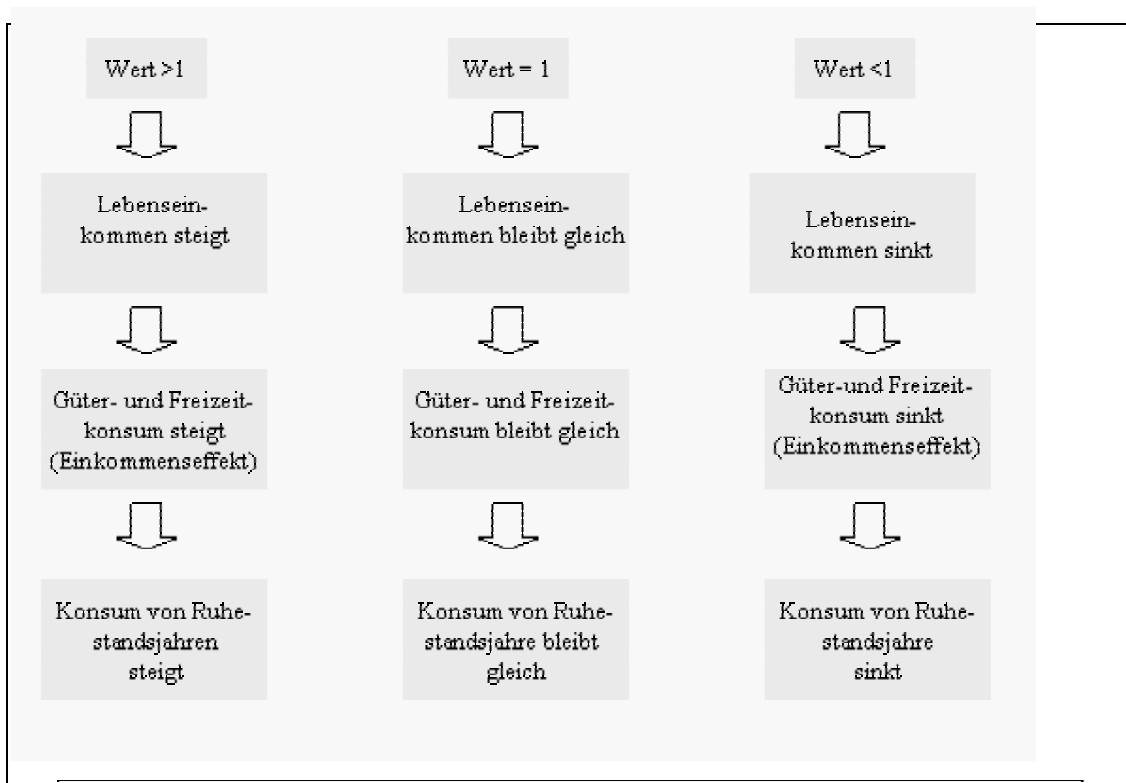 Wert >1
Lebensein-
kommen steigt
Güter- und Freizeit-
konsum steigt
(Einkommenseffekt)
Konsum von Ruhe-
standsjahren
steigt
Wert = 1
Lebensein-
kommen bleibt gleich
Güter- und Freizeit-
konsum bleibt gleich
Konsum von Ruhe-
standsjahre bleibt
gleich
Wert <1
Lebensein-
kommen sinkt
Güter-und Freizeit-
konsum sinkt
(Einkommenseffekt)
Konsum von Ruhe-
standsjahre
sinkt